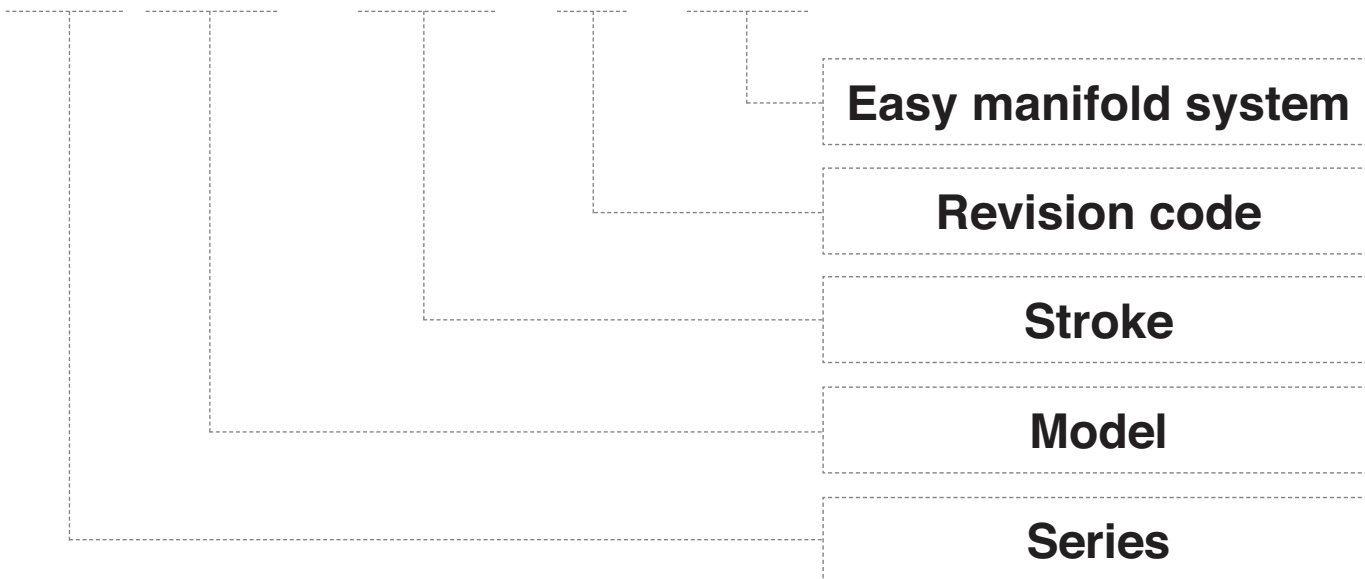 Easy manifold system
Revision code
Stroke
Model
Series